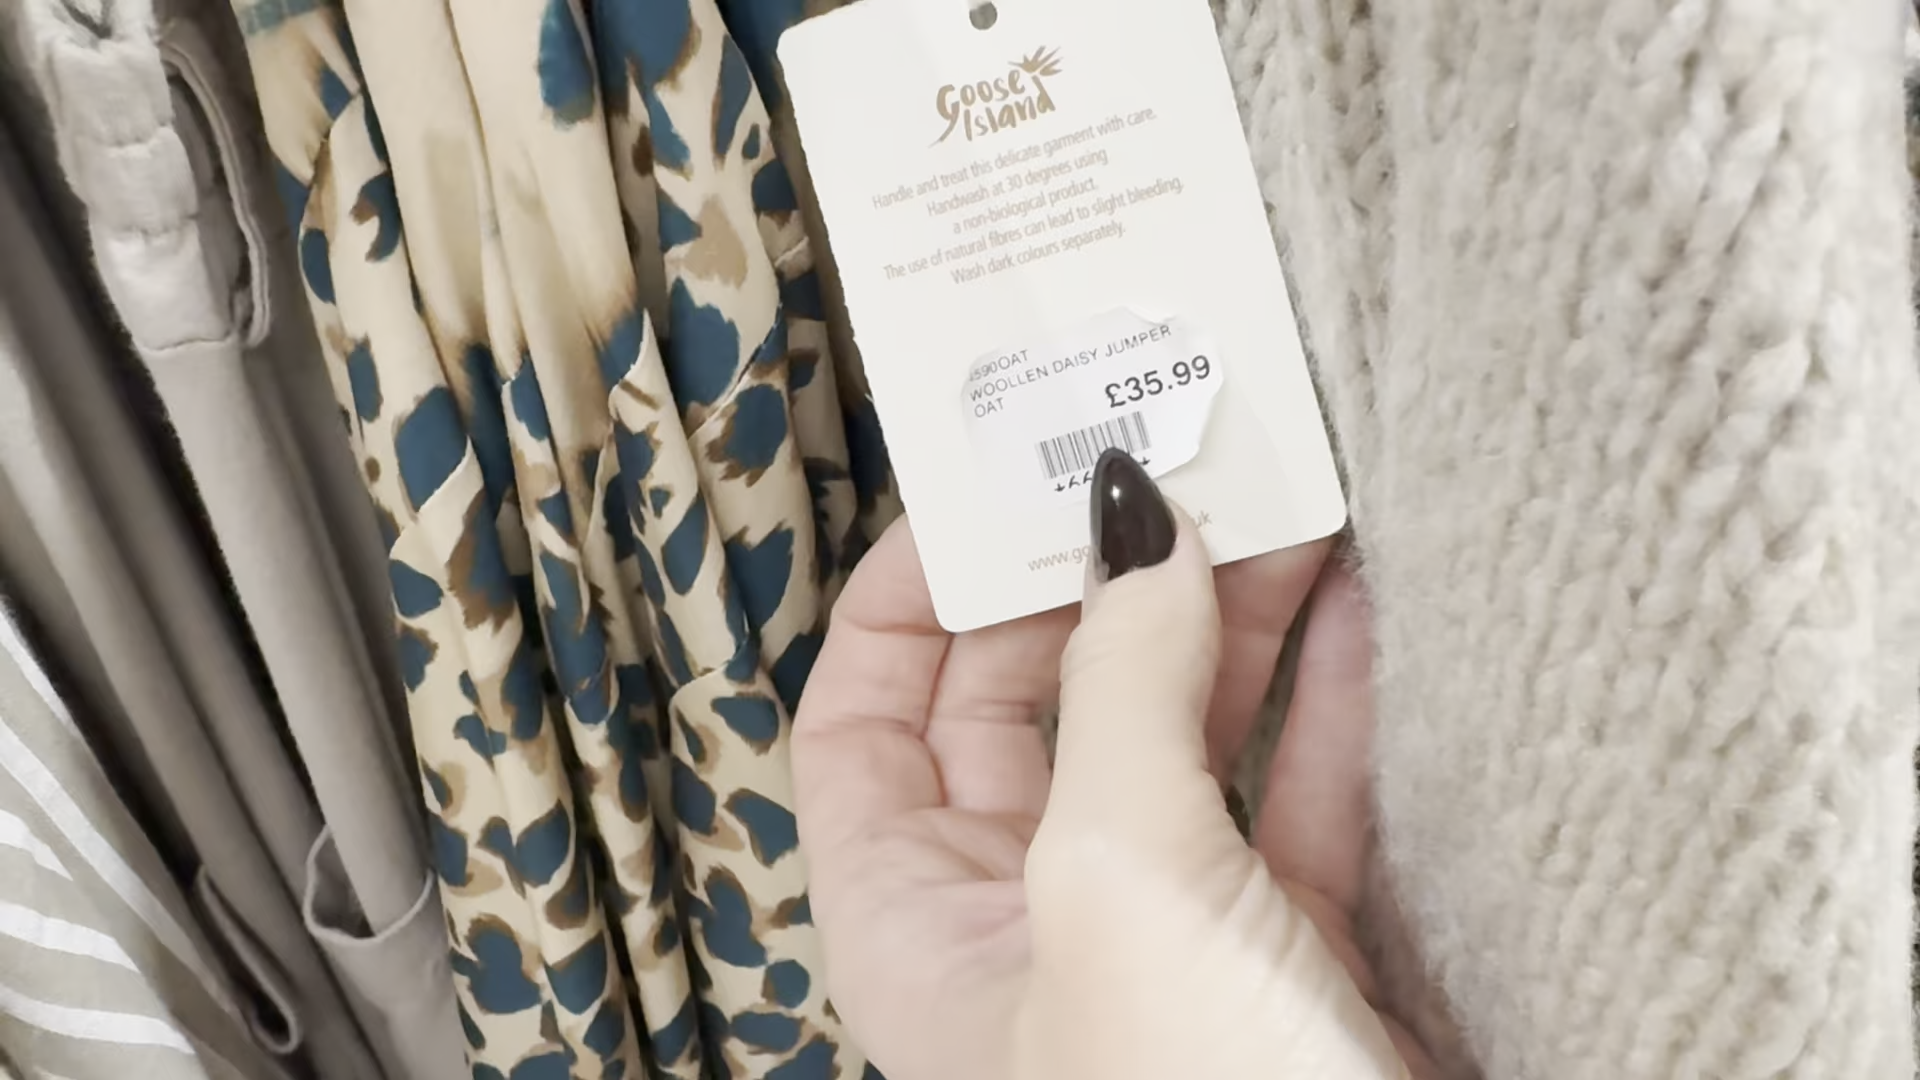 Goose
Island
Handle and treat this delicate garment with care.
Handwash at 30 degrees using
a non-biological product.
The use of natural fibres can lead to slight bleeding.
Wash dark colours separately.
WOOLLEN DAISY JUMPER
OAT
£35.99